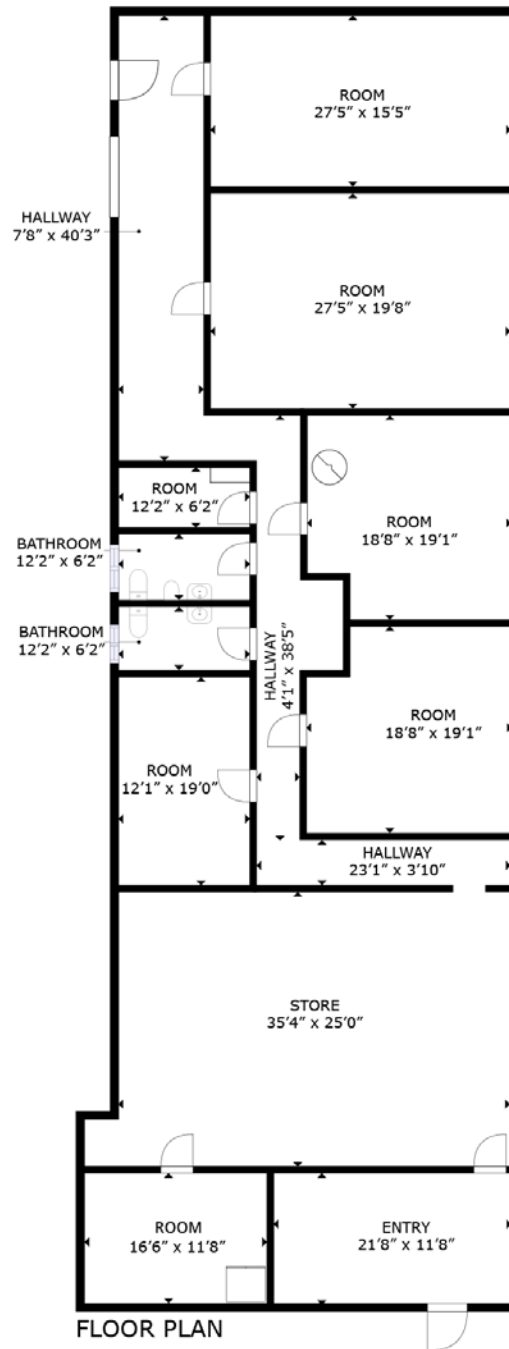 ROOM
27'5" x 15'5"
HALLWAY
7'8" x 40'3"
ROOM
27'5" x 19'8"
ROOM
12'2" x 6'2"
ROOM
18'8" x 19'1"
BATHROOM
12'2" x 6'2"
BATHROOM
12'2" x 6'2"
HALLWAY
4'1" x 38'5"
ROOM
18'8" x 19'1"
ROOM
12'1" x 19'0"
HALLWAY
23'1" x 3'10"
STORE
35'4" x 25'0"
ROOM
16'6" x 11'8"
ENTRY
21'8" x 11'8"
FLOOR PLAN